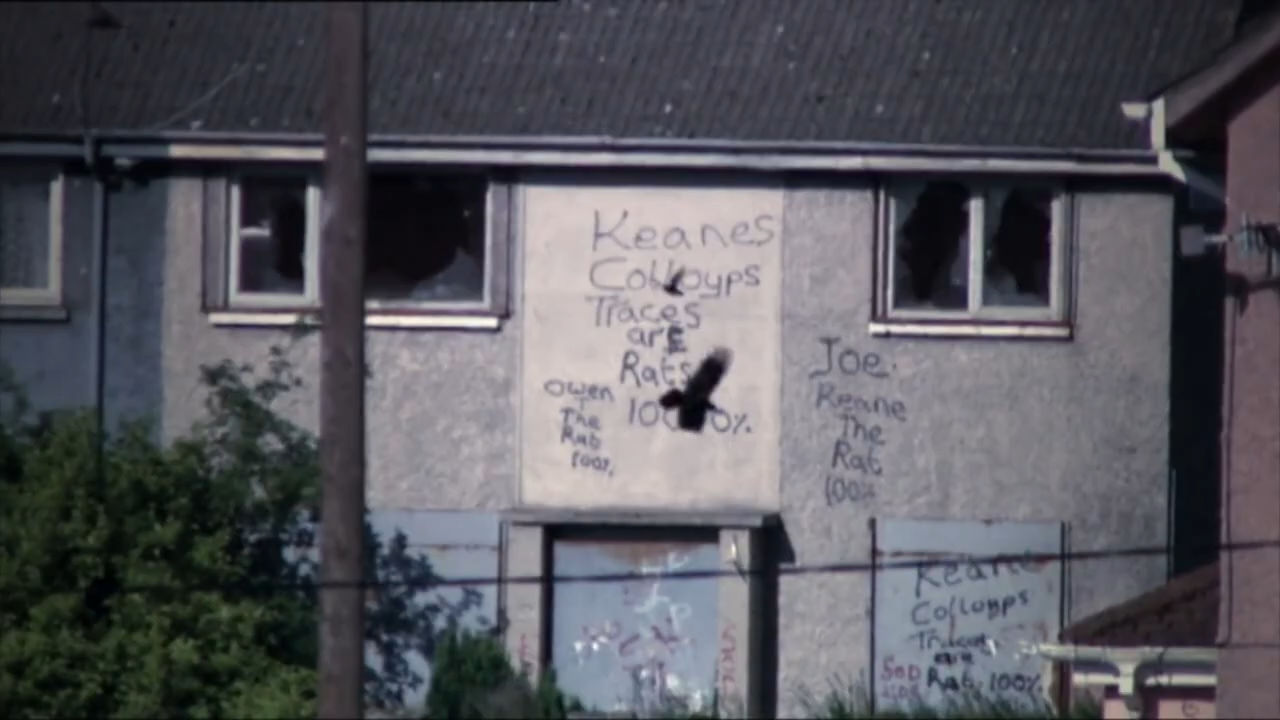 Keanes
Colloyps
Traces
arE
Rats
100%
Owen
The
Rat
100%
Joe
Keane
The
Rat
100%
Keane
Colloyps
Traces
are
Rats 100%